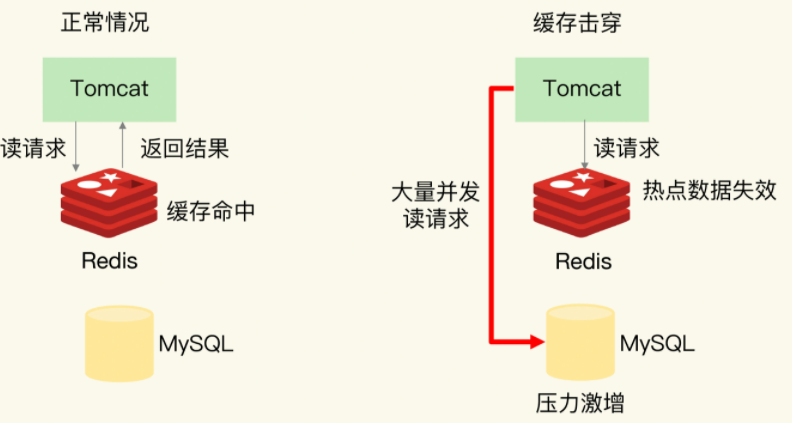 正常情况
Tomcat
读请求
返回结果
缓存命中
Redis
MySQL
缓存击穿
Tomcat
读请求
大量并发
读请求
热点数据失效
Redis
MySQL
压力激增